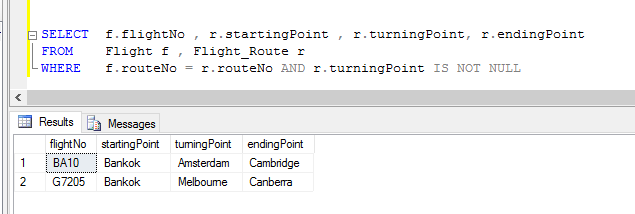 SELECT f.flightNo , r.startingPoint , r.turningPoint, r.endingPoint
FROM Flight f , Flight_Route r
WHERE f.routeNo = r.routeNo AND r.turningPoint IS NOT NULL
Results Messages
flightNo startingPoint turningPoint endingPoint
1 BA10 Bankok Amsterdam Cambridge
2 G7205 Bankok Melbourne Canberra